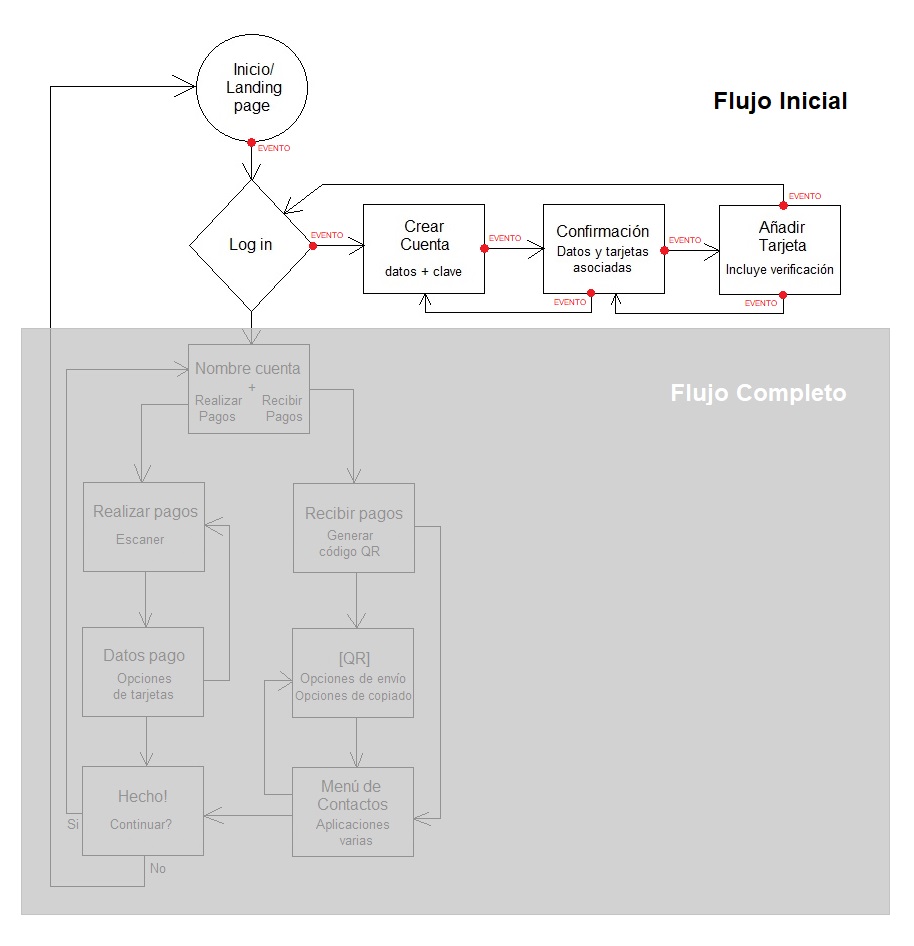 Inicio/
Landing
page
Flujo Inicial
EVENTO
Log in
EVENTO
Crear
Cuenta
datos + clave
EVENTO
Confirmación
Datos y tarjetas
asociadas
EVENTO
EVENTO
Añadir
Tarjeta
Incluye verificación
EVENTO
EVENTO
Flujo Completo
Nombre cuenta
+
Realizar
Pagos
Recibir
Pagos
Realizar pagos
Escaner
Recibir pagos
Generar
código QR
Datos pago
Opciones
de tarjetas
[QR]
Opciones de envío
Opciones de copiado
Hecho!
Continuar?
Menú de
Contactos
Aplicaciones
varias
Si
No